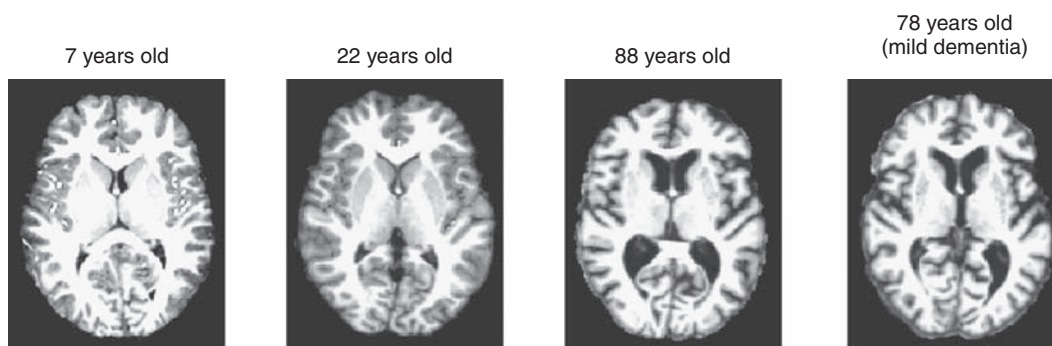 7 years old
22 years old
88 years old
78 years old
(mild dementia)